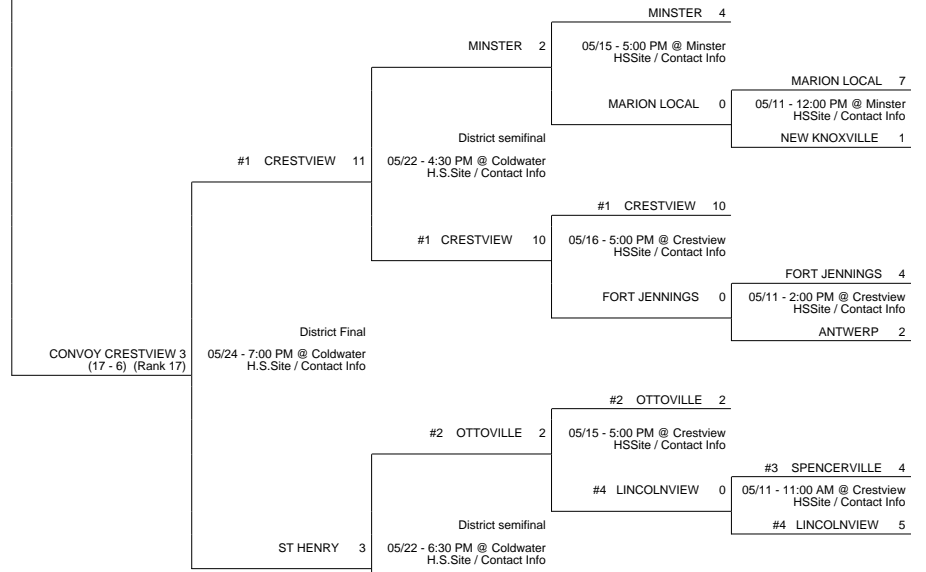 MINSTER 4
MINSTER 2
05/15 - 5:00 PM @ Minster
HSSite / Contact Info
MARION LOCAL 7
MARION LOCAL 0
05/11 - 12:00 PM @ Minster
HSSite / Contact Info
NEW KNOXVILLE 1
District semifinal
#1 CRESTVIEW 11
05/22 - 4:30 PM @ Coldwater
H.S.Site / Contact Info
#1 CRESTVIEW 10
#1 CRESTVIEW 10
05/16 - 5:00 PM @ Crestview
HSSite / Contact Info
FORT JENNINGS 4
FORT JENNINGS 0
05/11 - 2:00 PM @ Crestview
HSSite / Contact Info
ANTWERP 2
District Final
CONVOY CRESTVIEW 3
(17 - 6) (Rank 17)
05/24 - 7:00 PM @ Coldwater
H.S.Site / Contact Info
#2 OTTOVILLE 2
#2 OTTOVILLE 2
05/15 - 5:00 PM @ Crestview
HSSite / Contact Info
#3 SPENCERVILLE 4
#4 LINCOLNVIEW 0
05/11 - 11:00 AM @ Crestview
HSSite / Contact Info
#4 LINCOLNVIEW 5
District semifinal
ST HENRY 3
05/22 - 6:30 PM @ Coldwater
H.S.Site / Contact Info